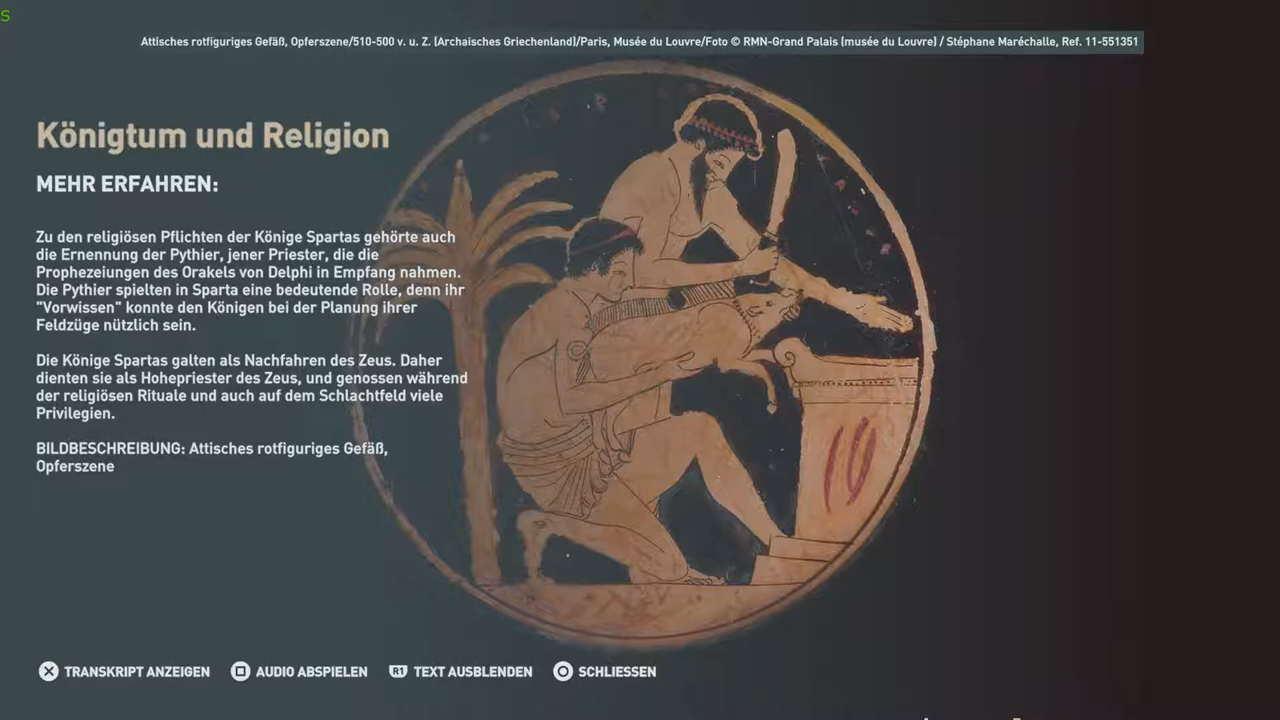 S
Attisches rotfiguriges Gefäß, Opferszene/510-500 v. u. Z. (Archaisches Griechenland)/Paris, Musée du Louvre/Foto © RMN-Grand Palais (musée du Louvre) / Stéphane Maréchalle, Ref. 11-551351
Königtum und Religion
MEHR ERFAHREN:
Zu den religiösen Pflichten der Könige Spartas gehörte auch
die Ernennung der Pythier, jener Priester, die die
Prophezeiungen des Orakels von Delphi in Empfang nahmen.
Die Pythier spielten in Sparta eine bedeutende Rolle, denn ihr
"Vorwissen" konnte den Königen bei der Planung ihrer
Feldzüge nützlich sein.
Die Könige Spartas galten als Nachfahren des Zeus. Daher
dienten sie als Hohepriester des Zeus, und genossen während
der religiösen Rituale und auch auf dem Schlachtfeld viele
Privilegien.
BILDBESCHREIBUNG: Attisches rotfiguriges Gefäß,
Opferszene
TRANSKRIPT ANZEIGEN AUDIO ABSPIELEN R1 TEXT AUSBLENDEN SCHLIESSEN